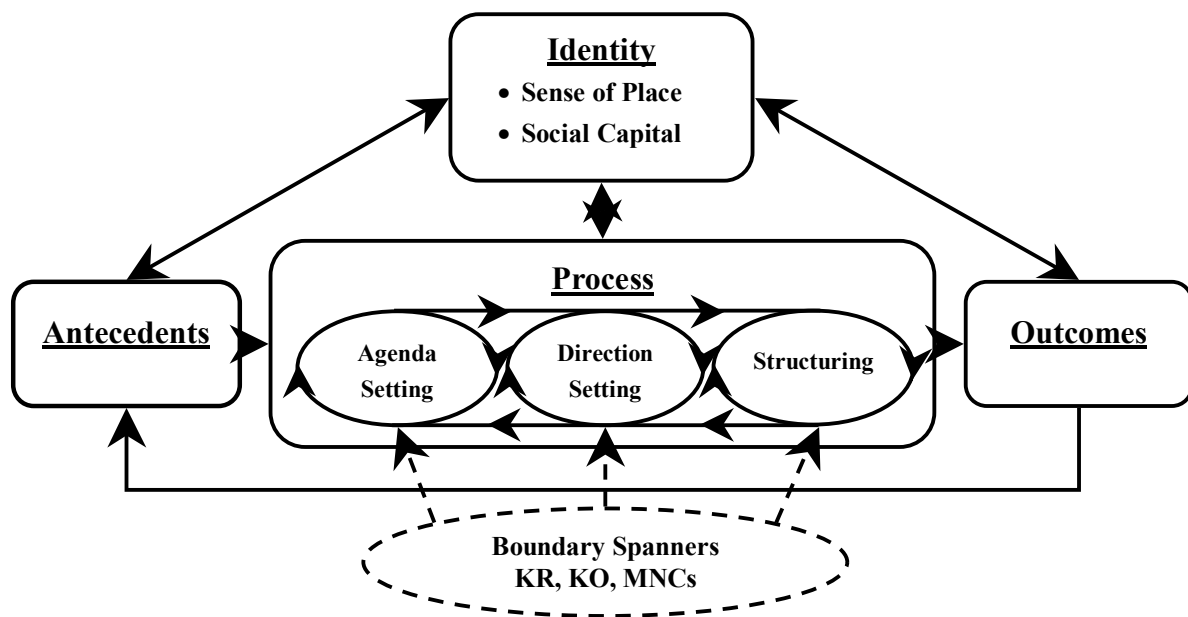 Identity
• Sense of Place
• Social Capital
Process
Antecedents
Agenda
Setting
Direction
Setting
Structuring
Outcomes
Boundary Spanners
KR, KO, MNCs